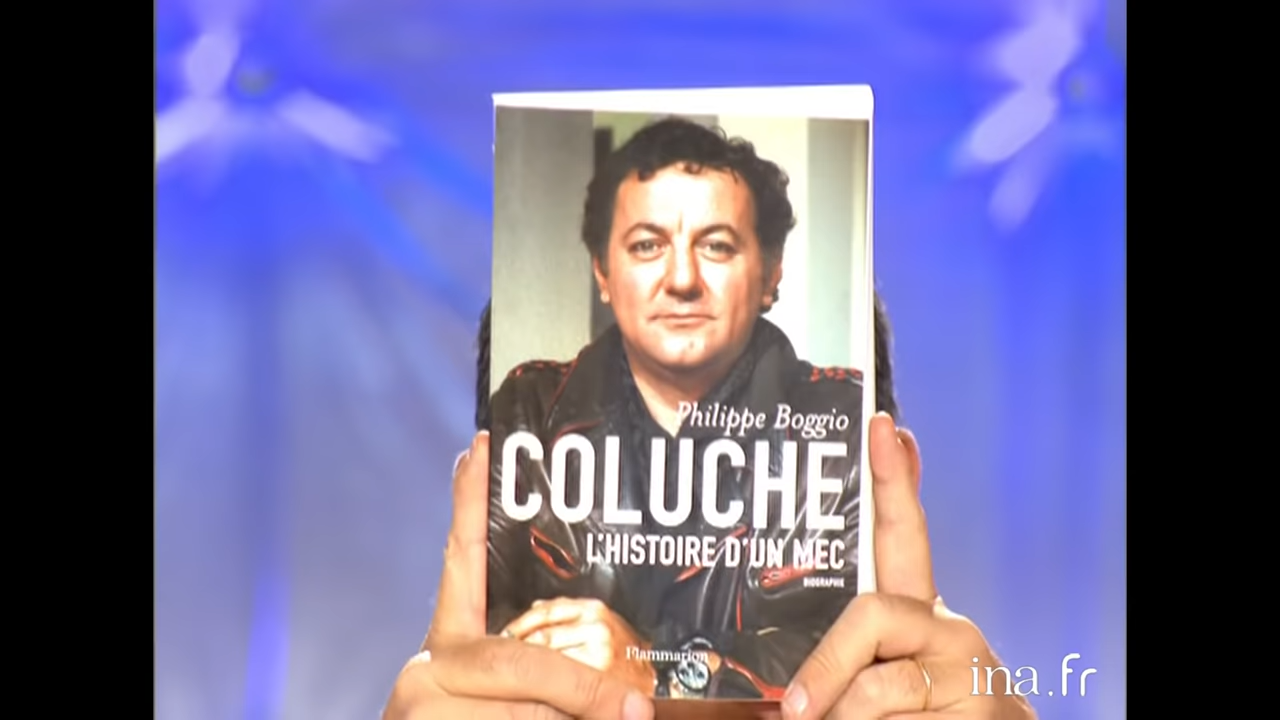 Philippe Boggio
COLUCHE
L'HISTOIRE D'UN MEC
BIOGRAPHIE
Flammarion
ina.fr